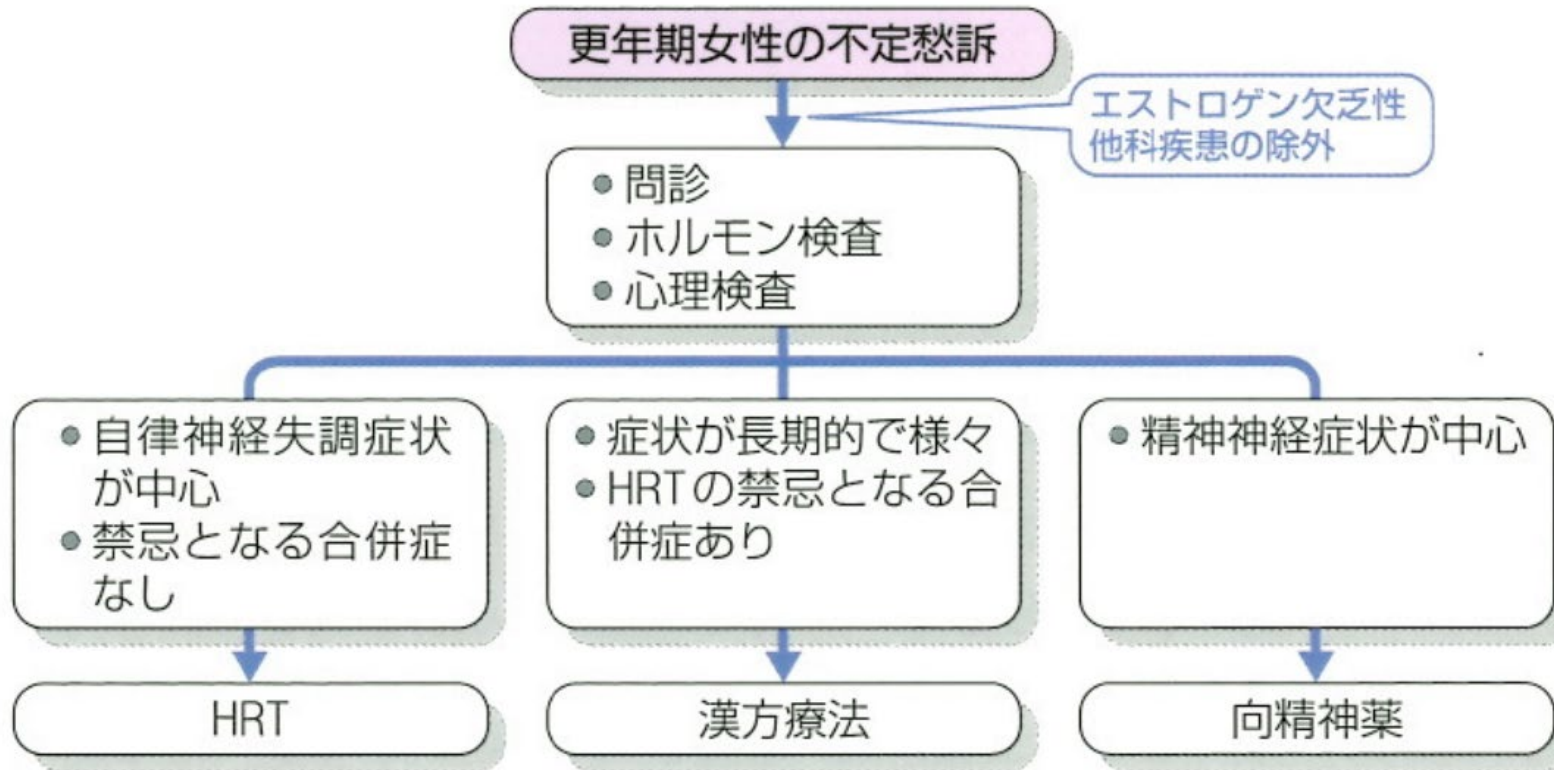 更年期女性の不定愁訴
エストロゲン欠乏性
他科疾患の除外
● 問診
● ホルモン検査
● 心理検査
● 自律神経失調症状
が中心
● 禁忌となる合併症
なし
● 症状が長期的で様々
● HRTの禁忌となる合
併症あり
● 精神神経症状が中心
HRT
漢方療法
向精神薬